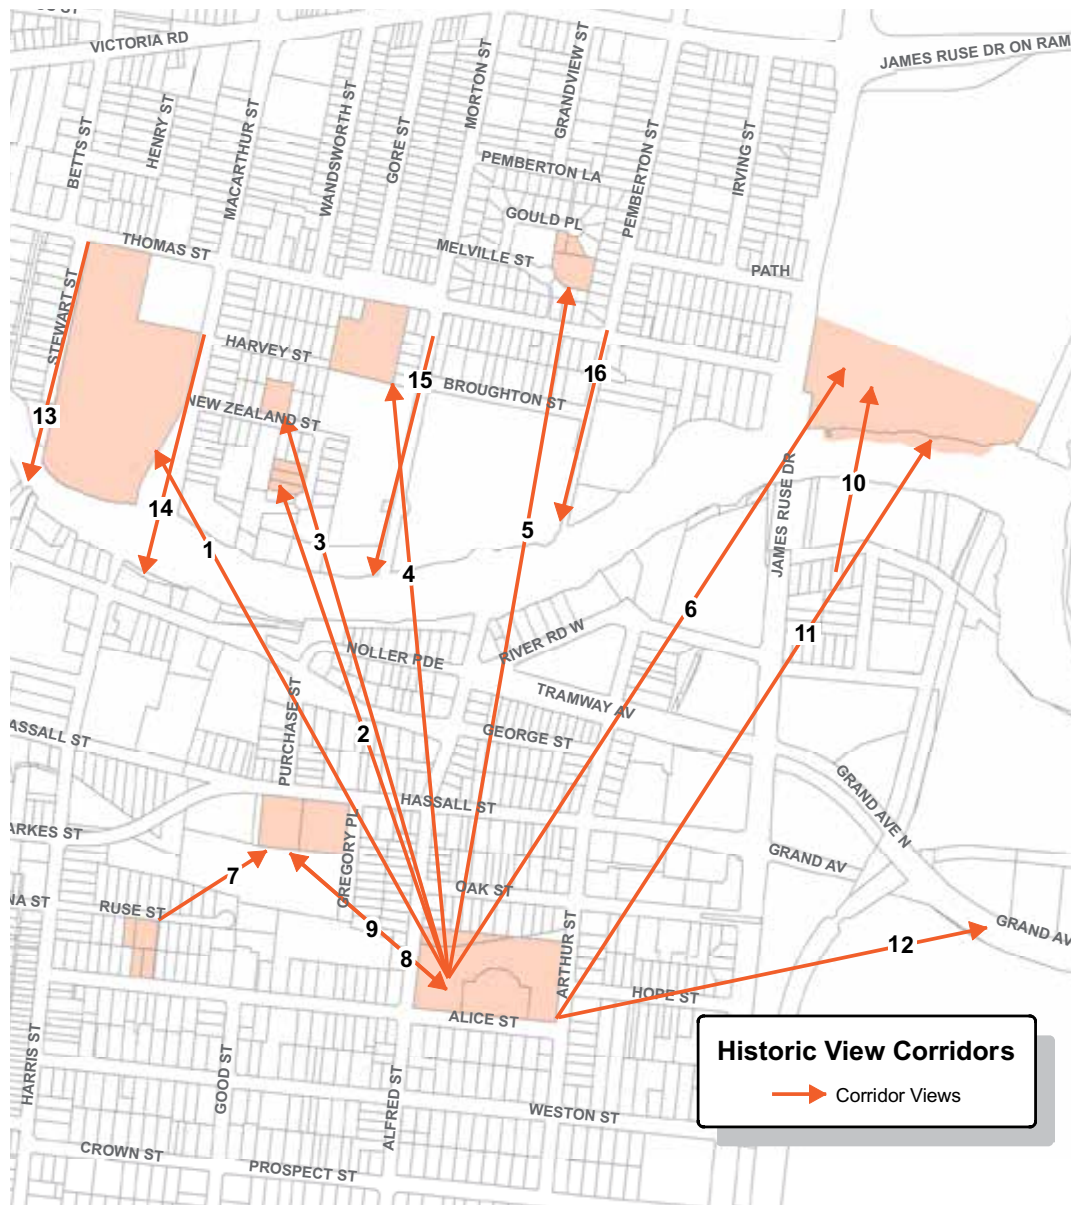 VICTORIA RD
JAMES RUSE DR ON RAM
BETTS ST
HENRY ST
MACARTHUR ST
WANDSWORTH ST
GORE ST
MORTON ST
GRANDVIEW ST
PEMBERTON LA
PEMBERTON ST
IRVING ST
GOULD PL
THOMAS ST
MELVILLE ST
PATH
STEWART ST
HARVEY ST
NEW ZEALAND ST
BROUGHTON ST
15
16
13
14
1
3
4
5
10
JAMES RUSE DR
6
11
NOLLER PDE
RIVER RD W
TRAMWAY AV
2
PURCHASE ST
ASSALL ST
GEORGE ST
HASSALL ST
GRAND AVE N
ARKES ST
GREGORY PL
GRAND AV
7
OAK ST
NA ST
RUSE ST
9
8
ARTHUR ST
12
GRAND AV
HOPE ST
ALICE ST
HARRIS ST
GOOD ST
ALFRED ST
WESTON ST
CROWN ST
PROSPECT ST
Historic View Corridors
Corridor Views